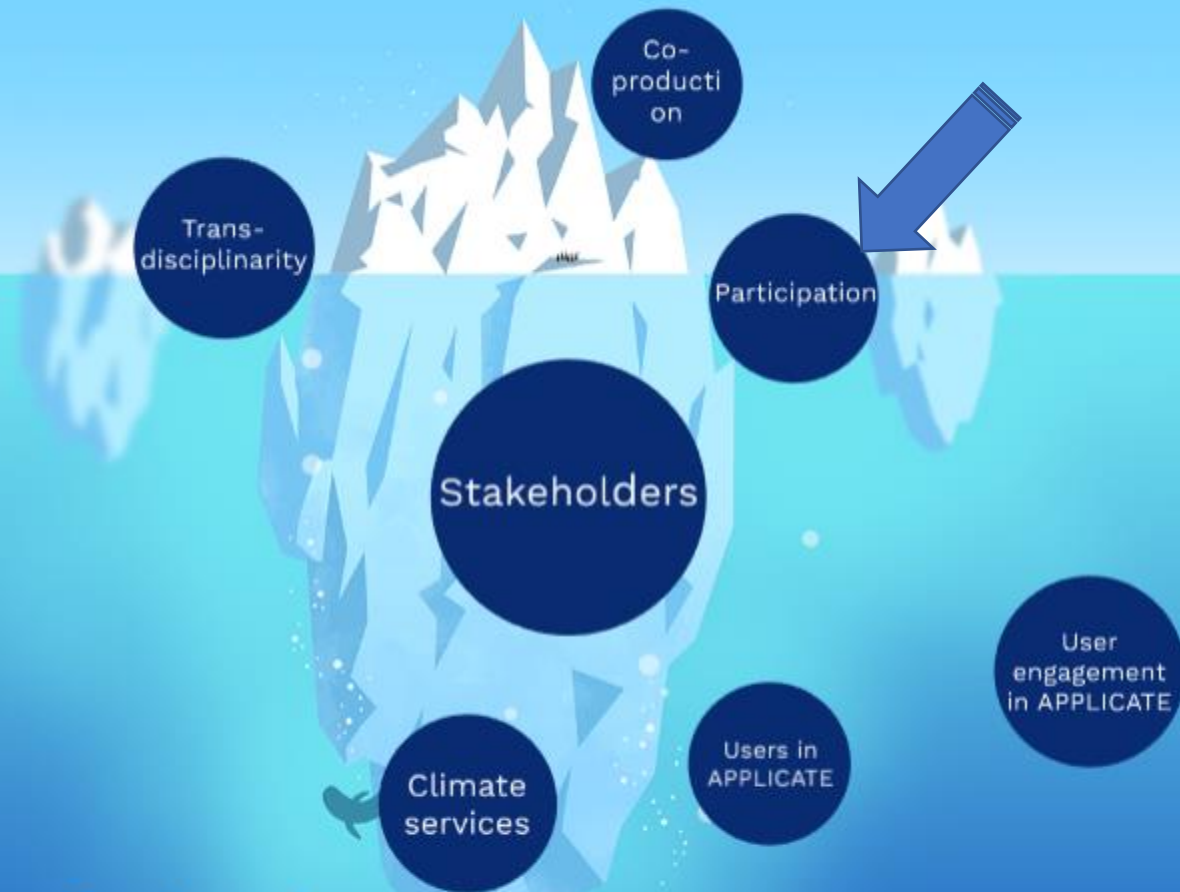 Co-
producti
on
Trans-
disciplinarity
Participation
Stakeholders
User
engagement
in APPLICATE
Users in
APPLICATE
Climate
services